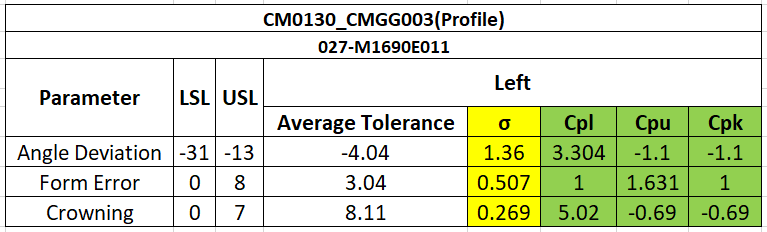 CM0130_CMGG003(Profile)
027-M1690E011
Parameter LSL USL Left
Average Tolerance σ Cpl Cpu Cpk
Angle Deviation -31 -13 -4.04 1.36 3.304 -1.1 -1.1
Form Error 0 8 3.04 0.507 1 1.631 1
Crowning 0 7 8.11 0.269 5.02 -0.69 -0.69